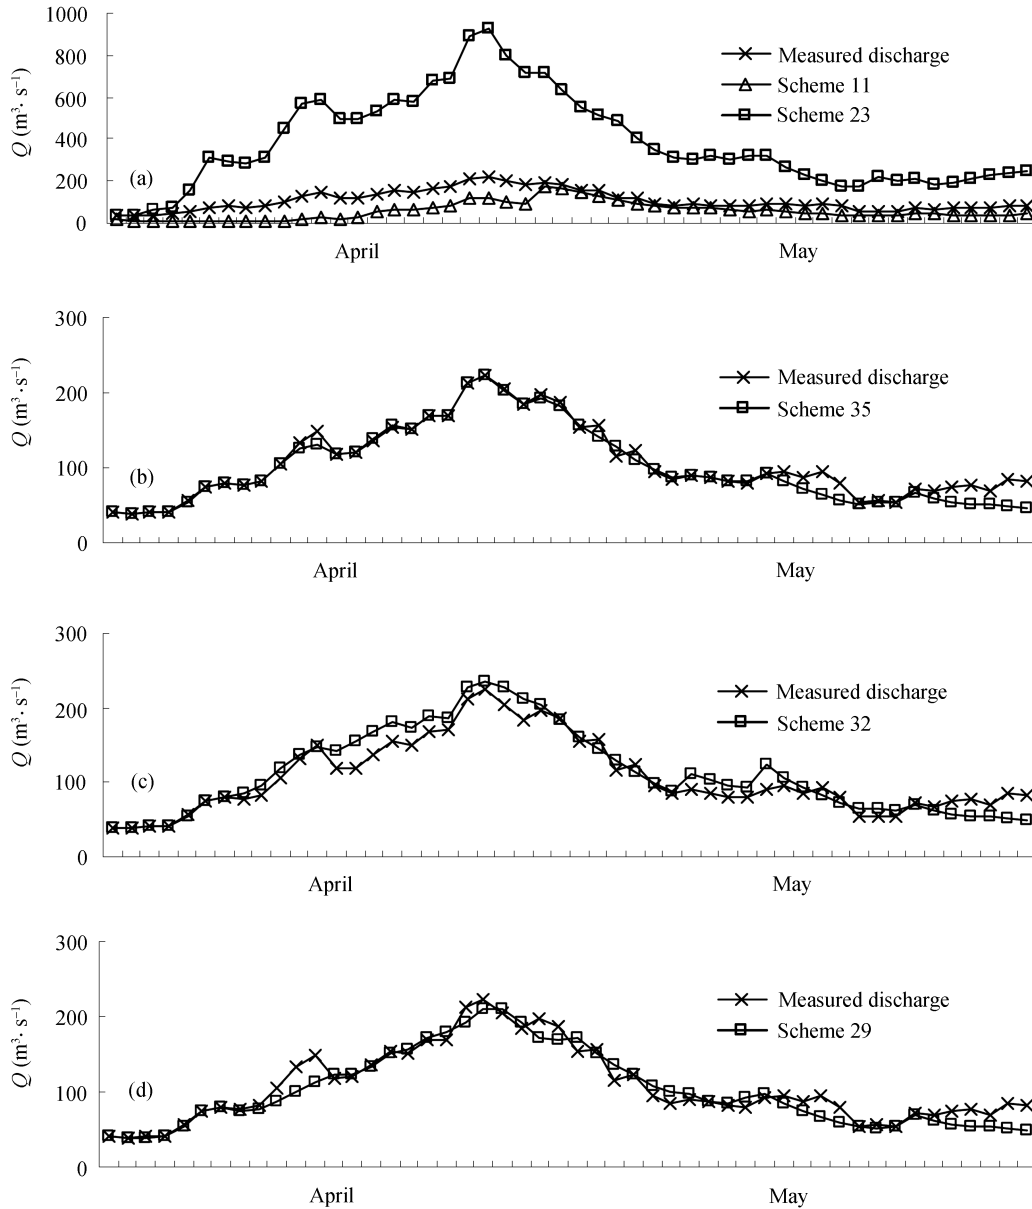 1000
800
600
400
200
0
Q (m³· s⁻¹)
(a)
Measured discharge
Scheme 11
Scheme 23
April
May
300
200
100
0
Q (m³·s⁻¹)
(b)
Measured discharge
Scheme 35
April
May
300
200
100
0
Q (m³· s⁻¹)
(c)
Measured discharge
Scheme 32
April
May
300
200
100
0
Q (m³· s⁻¹)
(d)
Measured discharge
Scheme 29
April
May